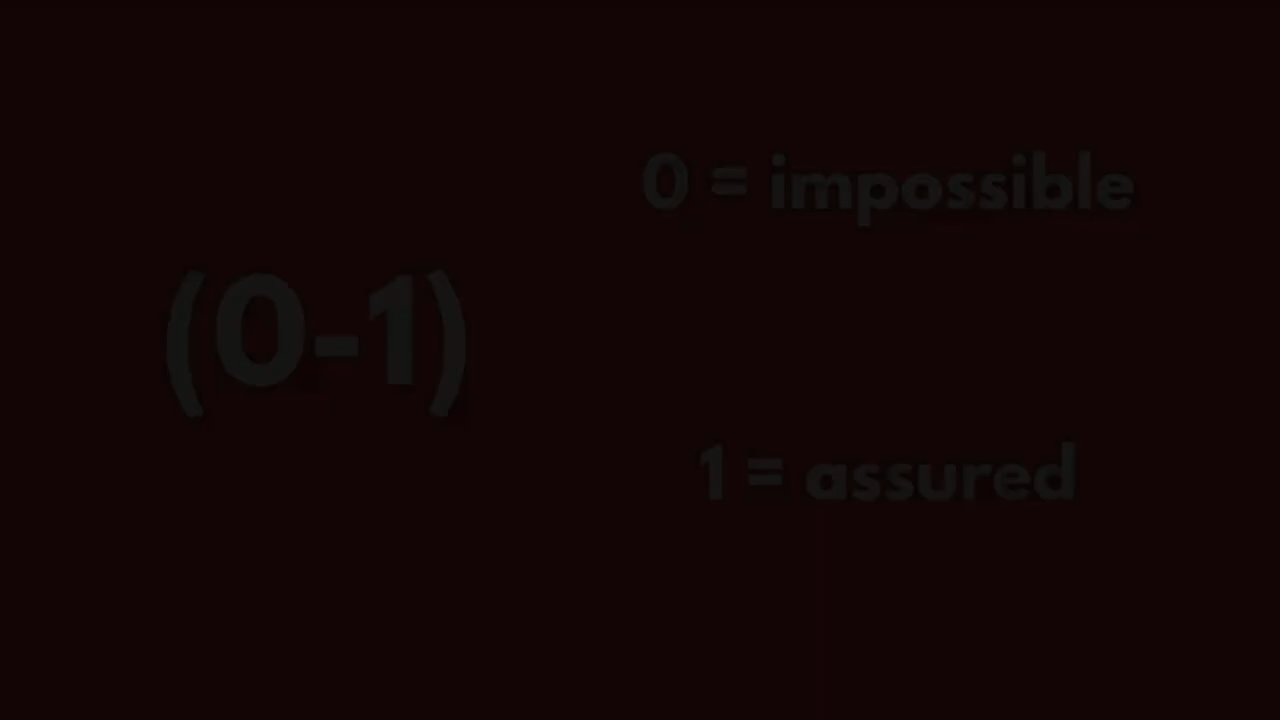 0 = impossible
(0-1)
1 = assured